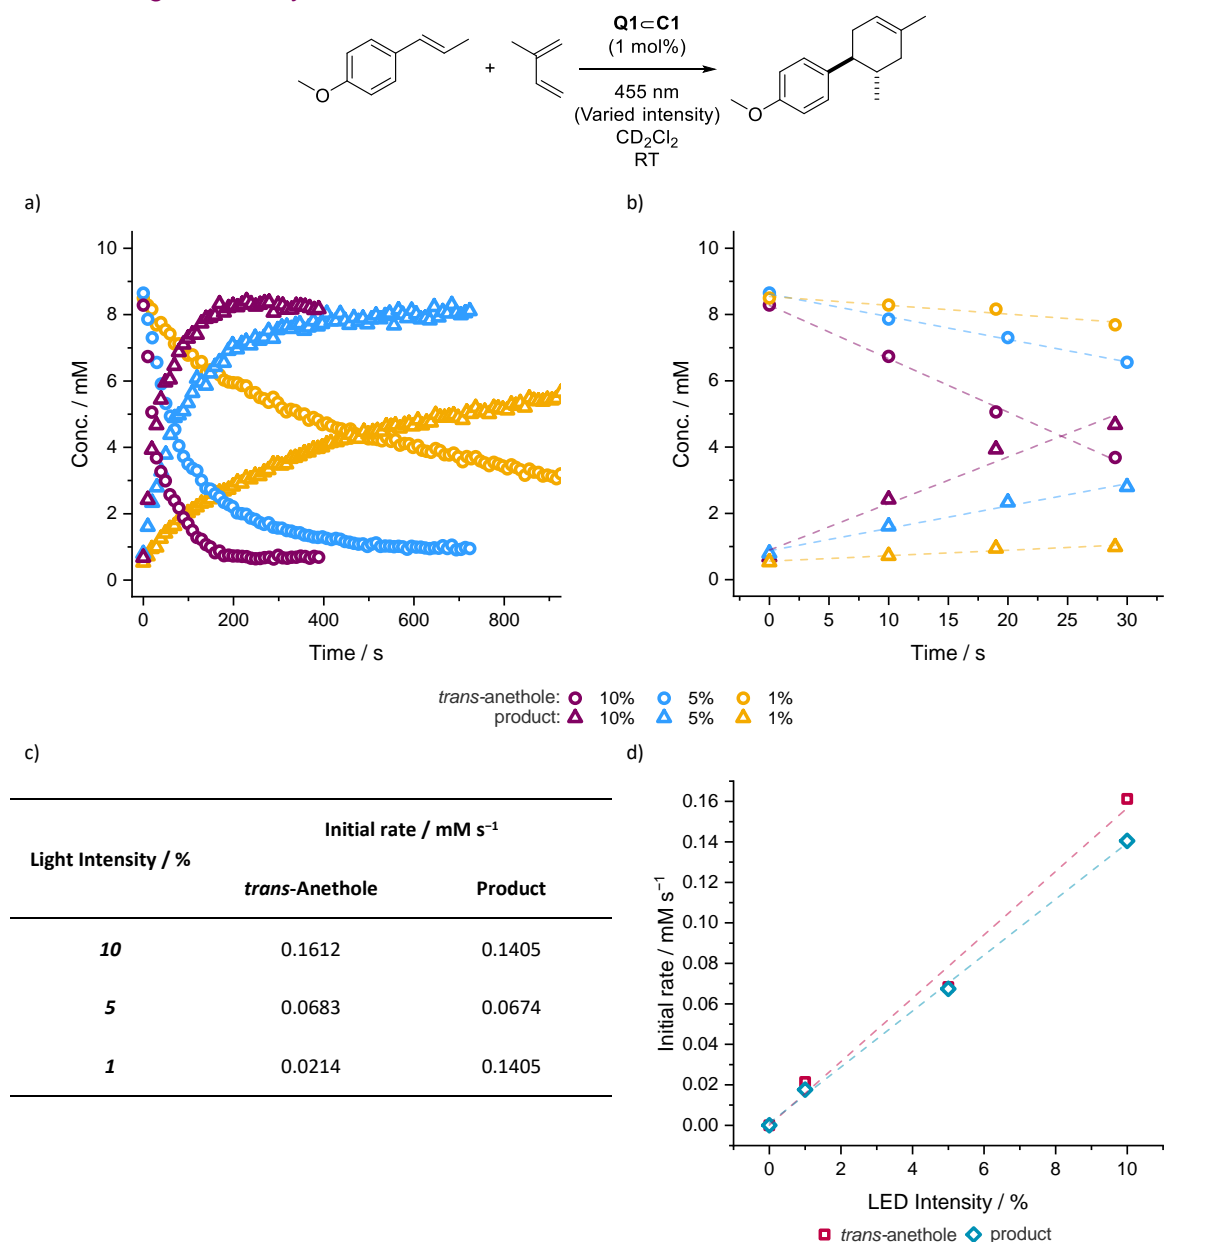 Q1⊂C1
(1 mol%)
+
455 nm
(Varied intensity)
CD2Cl2
RT
O
O
a)
b)
10
8
6
4
2
0
Conc. / mM
0 200 400 600 800
Time / s
10
8
6
4
2
0
Conc. / mM
0 5 10 15 20 25 30
Time / s
trans-anethole: 10% 5% 1%
product: 10% 5% 1%
c)
d)
Initial rate / mM s−1
Light Intensity / %
trans-Anethole Product
10 0.1612 0.1405
5 0.0683 0.0674
1 0.0214 0.1405
0.16
0.14
0.12
0.10
0.08
0.06
0.04
0.02
0.00
Initial rate / mM s−1
0 2 4 6 8 10
LED Intensity / %
trans-anethole product